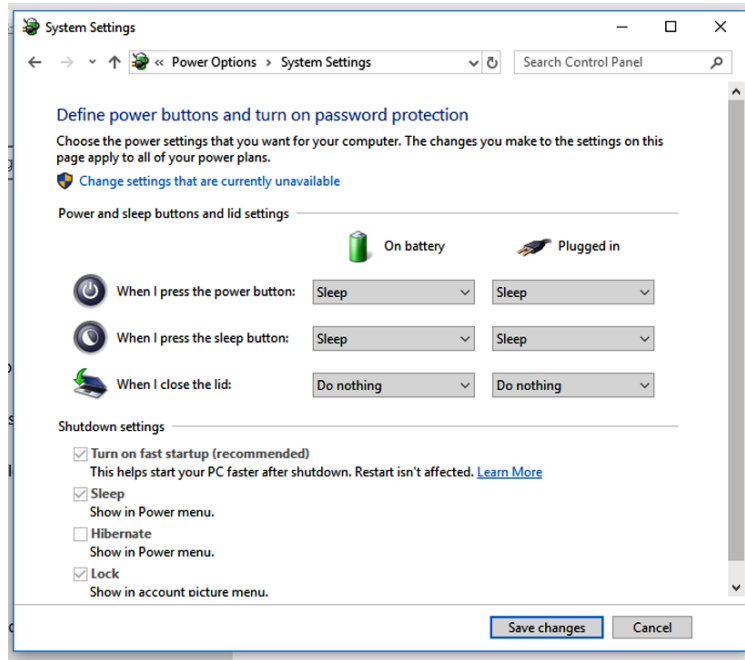 System Settings
« Power Options › System Settings
Search Control Panel
Define power buttons and turn on password protection
Choose the power settings that you want for your computer. The changes you make to the settings on this
page apply to all of your power plans.
Change settings that are currently unavailable
Power and sleep buttons and lid settings
On battery Plugged in
When I press the power button: Sleep Sleep
When I press the sleep button: Sleep Sleep
When I close the lid: Do nothing Do nothing
Shutdown settings
Turn on fast startup (recommended)
This helps start your PC faster after shutdown. Restart isn't affected. Learn More
Sleep
Show in Power menu.
Hibernate
Show in Power menu.
Lock
Show in account picture menu.
Save changes Cancel